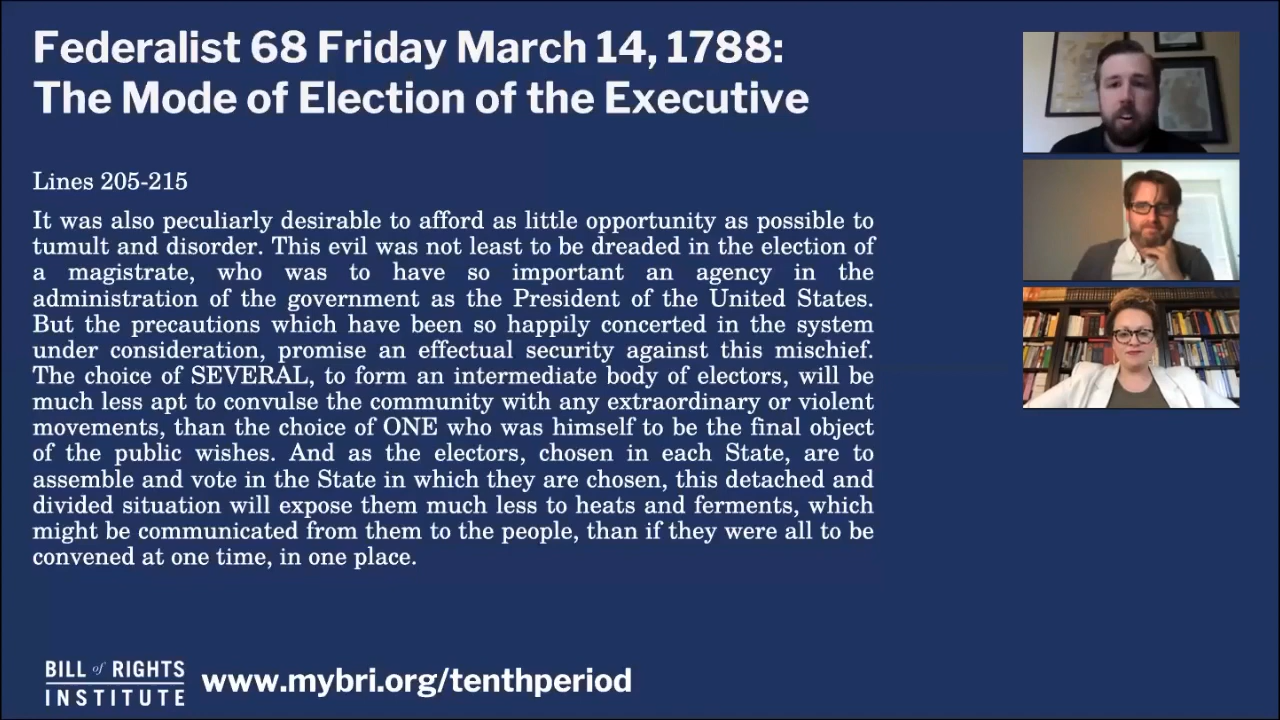 Federalist 68 Friday March 14, 1788:
The Mode of Election of the Executive
Lines 205-215
It was also peculiarly desirable to afford as little opportunity as possible to
tumult and disorder. This evil was not least to be dreaded in the election of
a magistrate, who was to have so important an agency in the
administration of the government as the President of the United States.
But the precautions which have been so happily concerted in the system
under consideration, promise an effectual security against this mischief.
The choice of SEVERAL, to form an intermediate body of electors, will be
much less apt to convulse the community with any extraordinary or violent
movements, than the choice of ONE who was himself to be the final object
of the public wishes. And as the electors, chosen in each State, are to
assemble and vote in the State in which they are chosen, this detached and
divided situation will expose them much less to heats and ferments, which
might be communicated from them to the people, than if they were all to be
convened at one time, in one place.
BILL of RIGHTS
INSTITUTE
www.mybri.org/tenthperiod